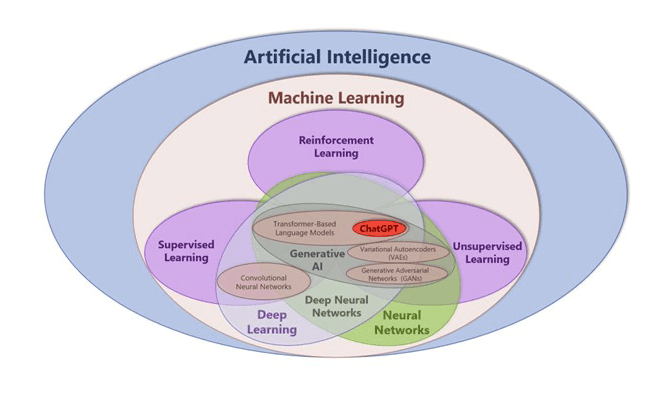 Artificial Intelligence
Machine Learning
Reinforcement
Learning
Supervised
Learning
Transformer-Based
Language Models
ChatGPT
Variational Autoencoders
(VAEs)
Unsupervised
Learning
Generative
AI
Generative Adversarial
Networks (GANs)
Convolutional
Neural Networks
Deep Neural
Networks
Deep
Learning
Neural
Networks